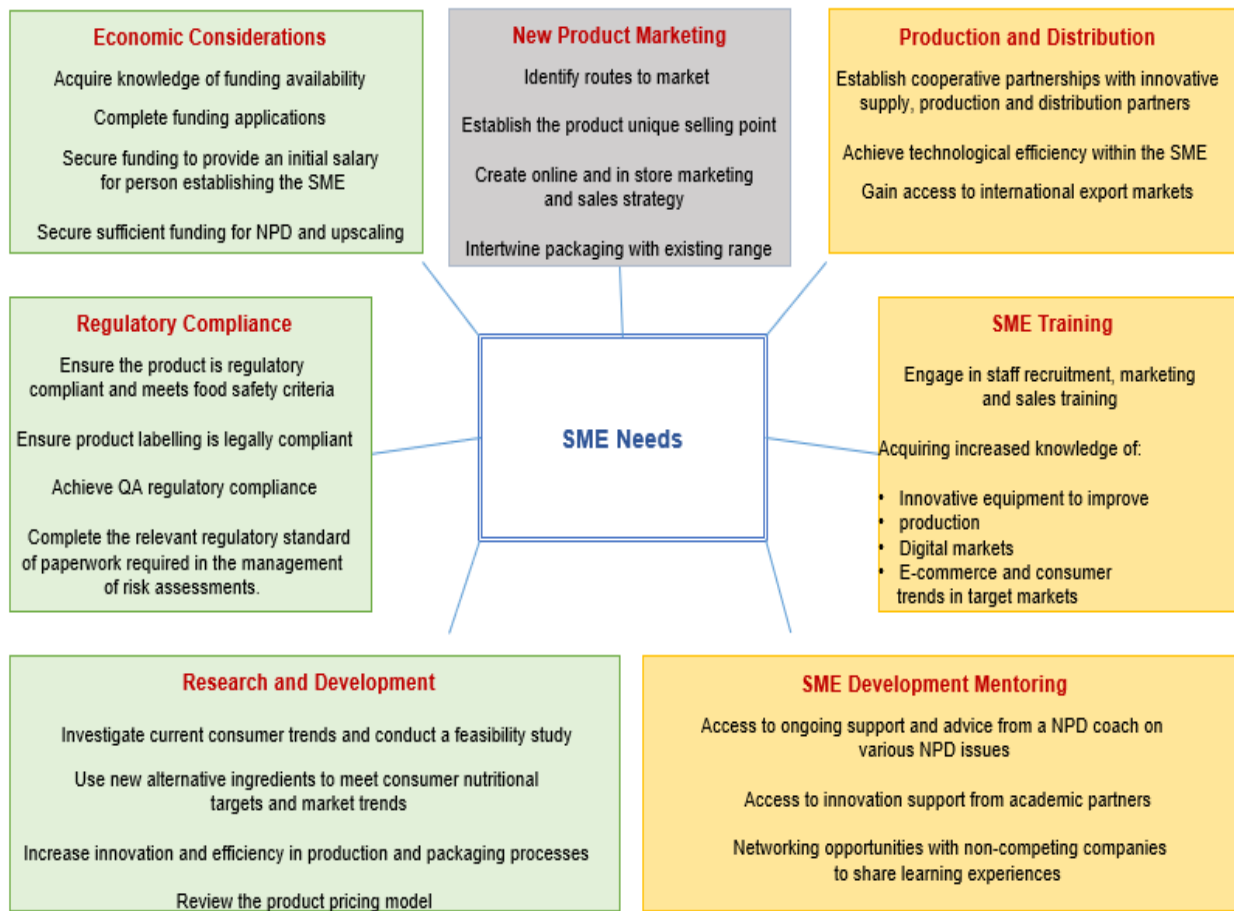 Economic Considerations
Acquire knowledge of funding availability
Complete funding applications
Secure funding to provide an initial salary
for person establishing the SME
Secure sufficient funding for NPD and upscaling
New Product Marketing
Identify routes to market
Establish the product unique selling point
Create online and in store marketing
and sales strategy
Intertwine packaging with existing range
Production and Distribution
Establish cooperative partnerships with innovative
supply, production and distribution partners
Achieve technological efficiency within the SME
Gain access to international export markets
Regulatory Compliance
Ensure the product is regulatory
compliant and meets food safety criteria
Ensure product labelling is legally compliant
Achieve QA regulatory compliance
Complete the relevant regulatory standard
of paperwork required in the management
of risk assessments.
SME Needs
SME Training
Engage in staff recruitment, marketing
and sales training
Acquiring increased knowledge of:
• Innovative equipment to improve
• production
• Digital markets
• E-commerce and consumer
trends in target markets
Research and Development
Investigate current consumer trends and conduct a feasibility study
Use new alternative ingredients to meet consumer nutritional
targets and market trends
Increase innovation and efficiency in production and packaging processes
Review the product pricing model
SME Development Mentoring
Access to ongoing support and advice from a NPD coach on
various NPD issues
Access to innovation support from academic partners
Networking opportunities with non-competing companies
to share learning experiences